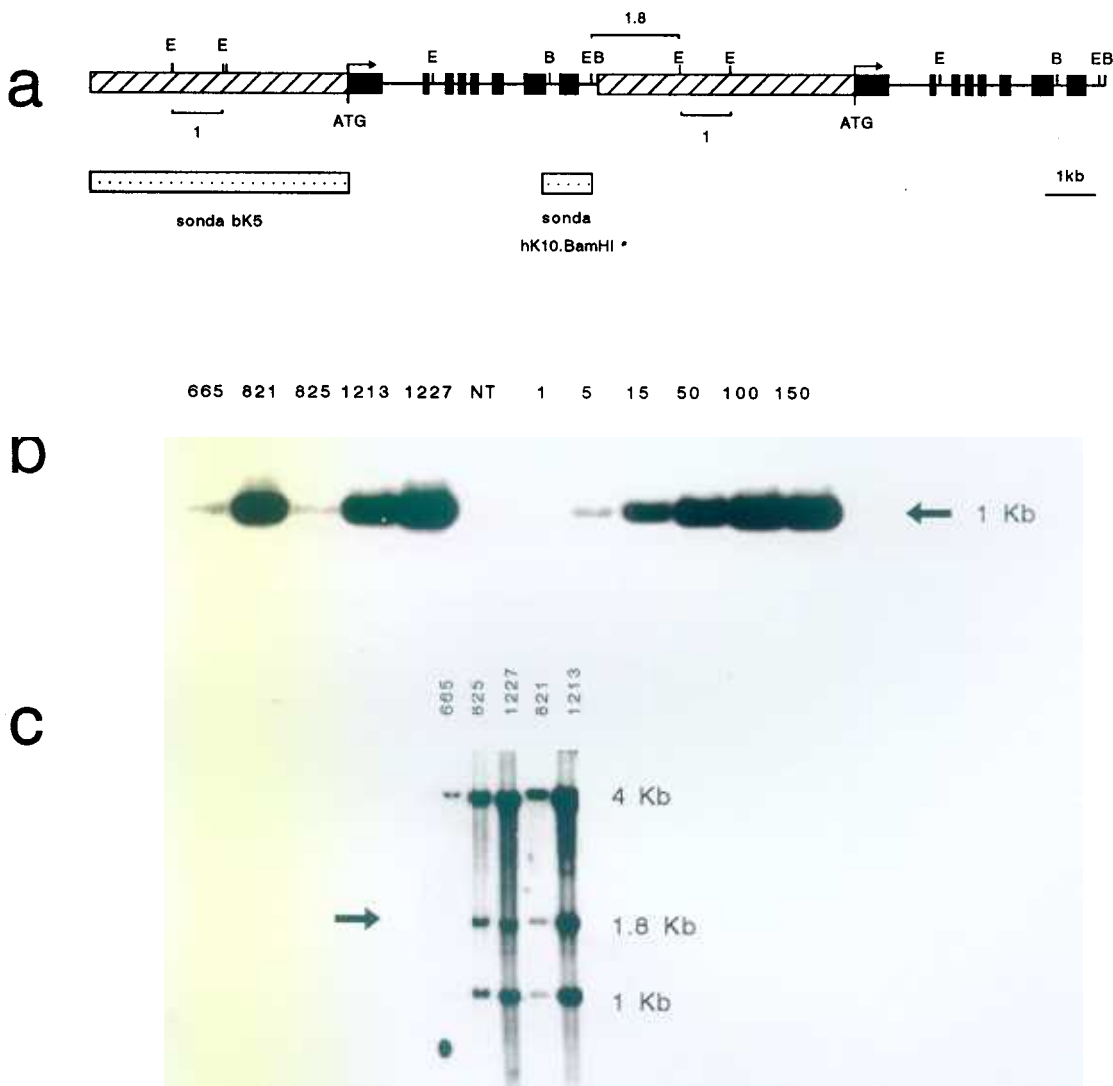 1.8
a
E E E B EB E E E B EB
1 ATG 1 ATG
1kb
sonda bK5
sonda
hK10.BamHI *
665 821 825 1213 1227 NT 1 5 15 50 100 150
b
1 Kb
c
665 825 1227 821 1213
4 Kb
1.8 Kb
1 Kb